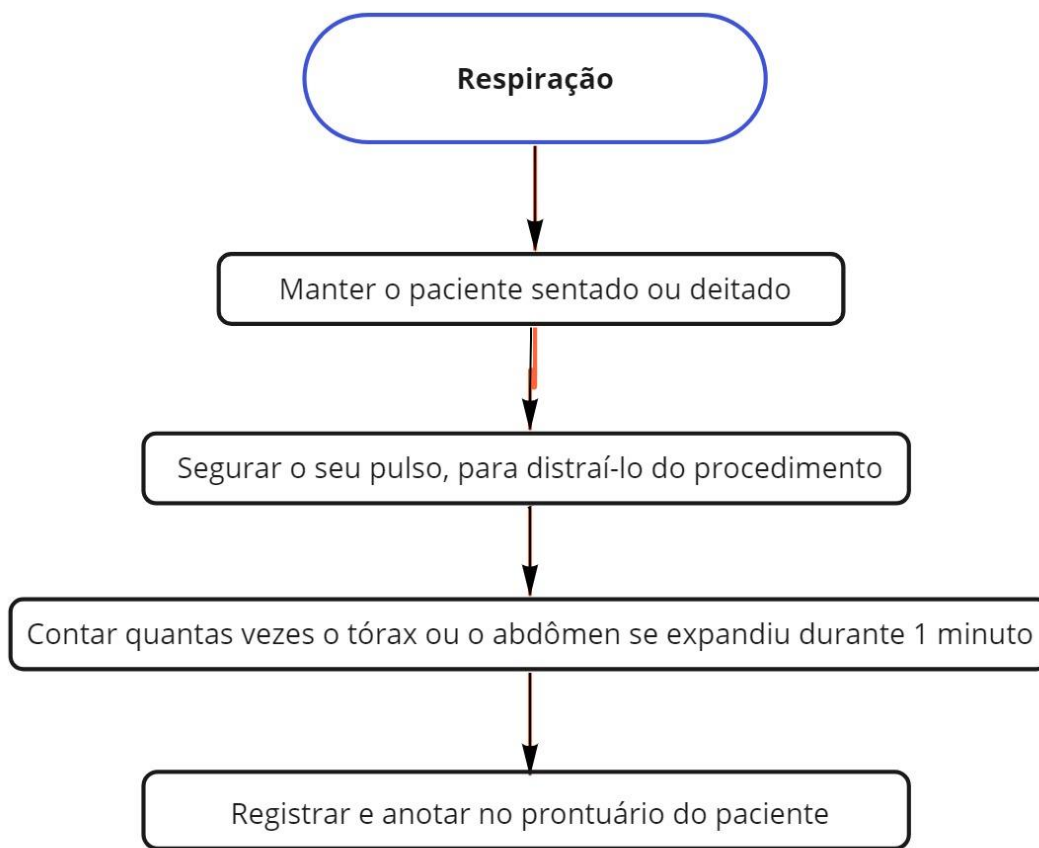 Respiração
Manter o paciente sentado ou deitado
Segurar o seu pulso, para distraí-lo do procedimento
Contar quantas vezes o tórax ou o abdômen se expandiu durante 1 minuto
Registrar e anotar no prontuário do paciente